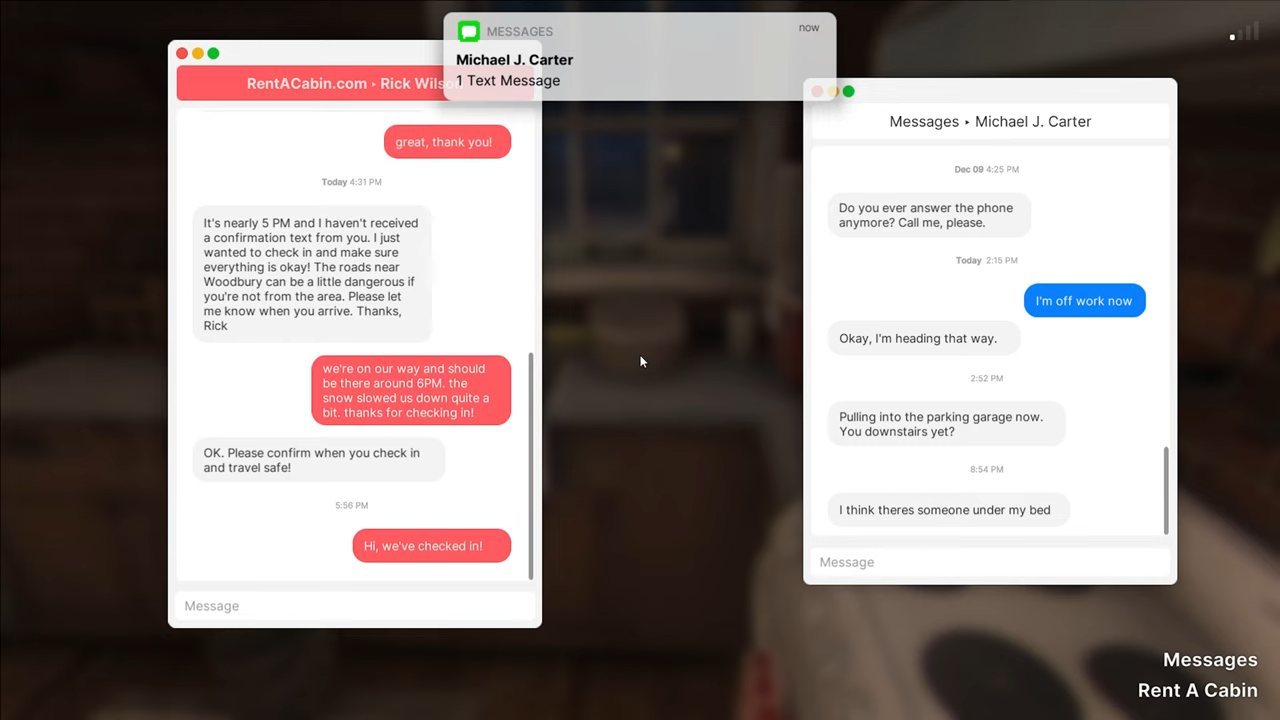 MESSAGES
now
Michael J. Carter
1 Text Message
RentACabin.com ▸ Rick Wilson
great, thank you!
Today 4:31 PM
It's nearly 5 PM and I haven't received
a confirmation text from you. I just
wanted to check in and make sure
everything is okay! The roads near
Woodbury can be a little dangerous if
you're not from the area. Please let
me know when you arrive. Thanks,
Rick
we're on our way and should
be there around 6PM. the
snow slowed us down quite a
bit. thanks for checking in!
OK. Please confirm when you check in
and travel safe!
5:56 PM
Hi, we've checked in!
Message
Messages ▸ Michael J. Carter
Dec 09 4:25 PM
Do you ever answer the phone
anymore? Call me, please.
Today 2:15 PM
I'm off work now
Okay, I'm heading that way.
2:52 PM
Pulling into the parking garage now.
You downstairs yet?
8:54 PM
I think theres someone under my bed
Message
Messages
Rent A Cabin